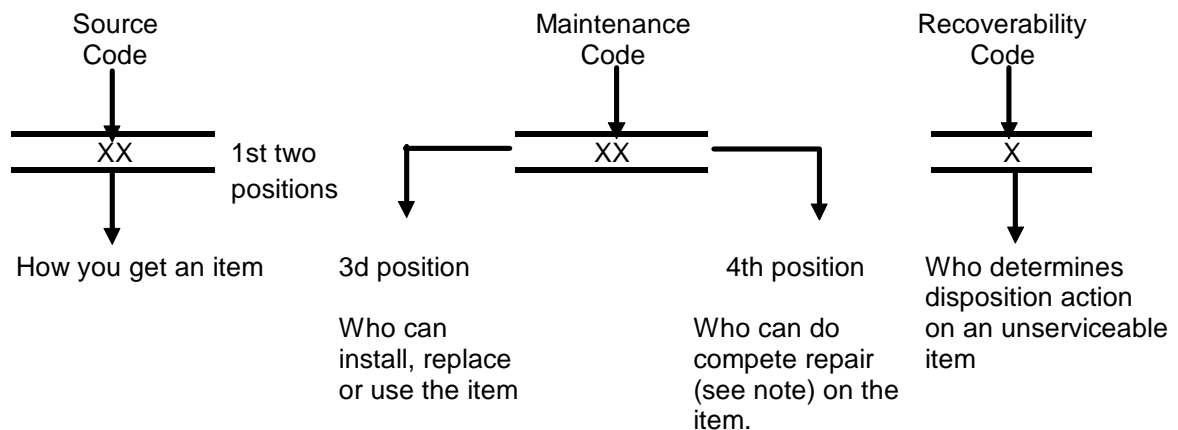 Source
Code
Maintenance
Code
Recoverability
Code
XX
1st two
positions
XX
X
How you get an item
3d position
Who can
install, replace
or use the item
4th position
Who can do
compete repair
(see note) on the
item.
Who determines
disposition action
on an unserviceable
item